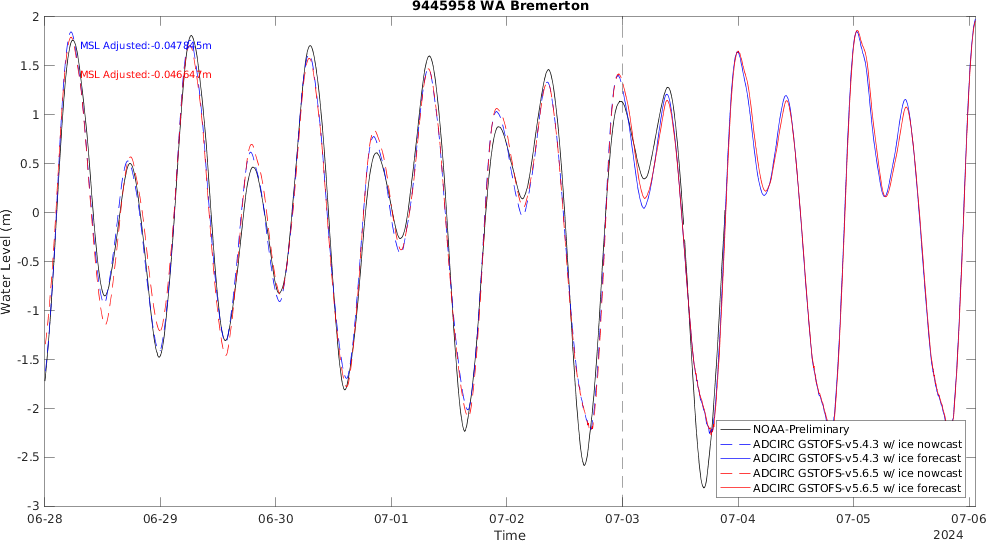 9445958 WA Bremerton
2
1.5
1
0.5
0
-0.5
-1
-1.5
-2
-2.5
-3
Water Level (m)
MSL Adjusted:-0.047845m
MSL Adjusted:-0.046647m
NOAA-Preliminary
ADCIRC GSTOFS-v5.4.3 w/ ice nowcast
ADCIRC GSTOFS-v5.4.3 w/ ice forecast
ADCIRC GSTOFS-v5.6.5 w/ ice nowcast
ADCIRC GSTOFS-v5.6.5 w/ ice forecast
06-28 06-29 06-30 07-01 07-02 07-03 07-04 07-05 07-06
Time
2024